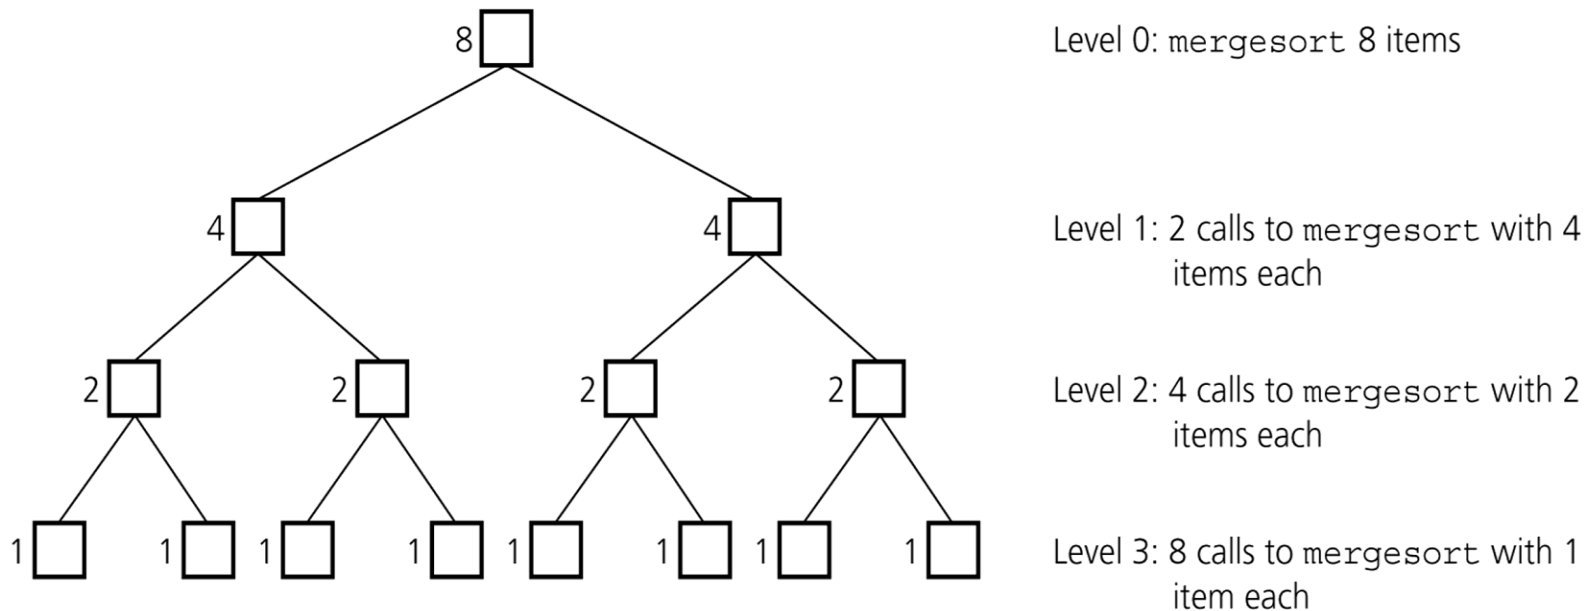 8
Level 0: mergesort 8 items
4
4
Level 1: 2 calls to mergesort with 4
items each
2
2
2
2
Level 2: 4 calls to mergesort with 2
items each
1
1
1
1
1
1
1
1
Level 3: 8 calls to mergesort with 1
item each